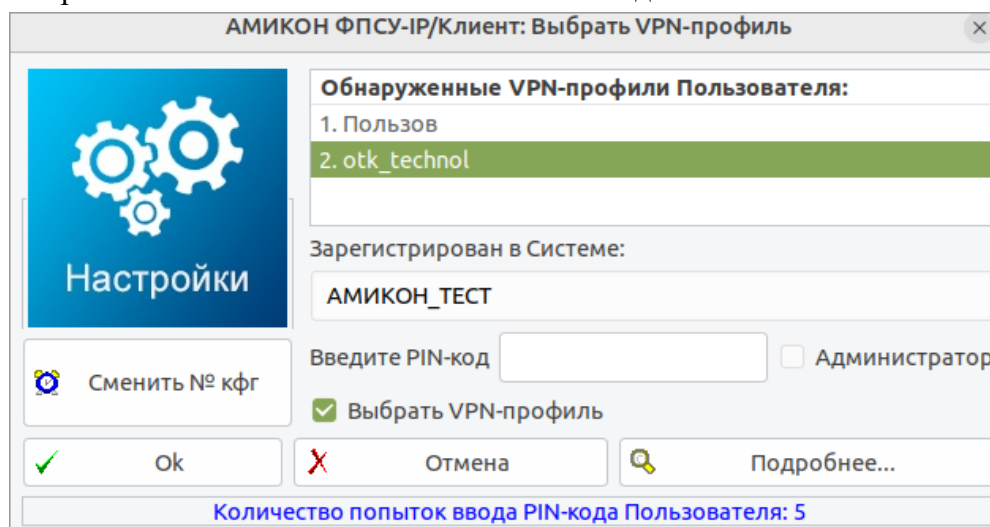 АМИКОН ФПСУ-IP/Клиент: Выбрать VPN-профиль
Обнаруженные VPN-профили Пользователя:
1. Пользов
2. otk_technol
Настройки
Зарегистрирован в Системе:
АМИКОН_ТЕСТ
Введите PIN-код
Администратор
Сменить № кфг
Выбрать VPN-профиль
Ok
Отмена
Подробнее...
Количество попыток ввода PIN-кода Пользователя: 5